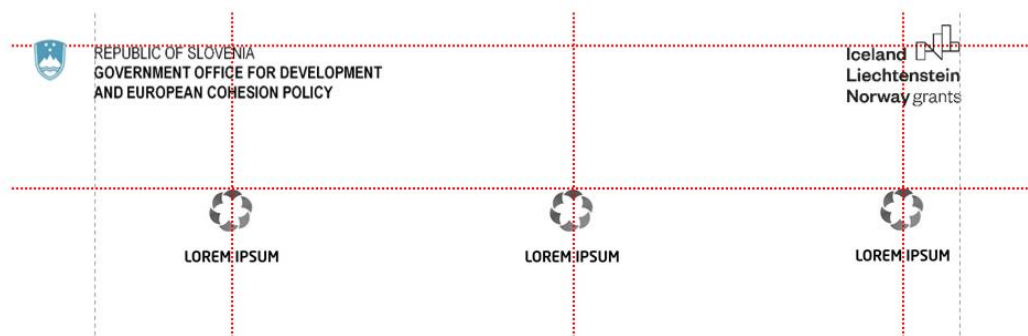 REPUBLIC OF SLOVENIA
GOVERNMENT OFFICE FOR DEVELOPMENT
AND EUROPEAN COHESION POLICY
Iceland
Liechtenstein
Norway grants
LOREM IPSUM
LOREM IPSUM
LOREM IPSUM